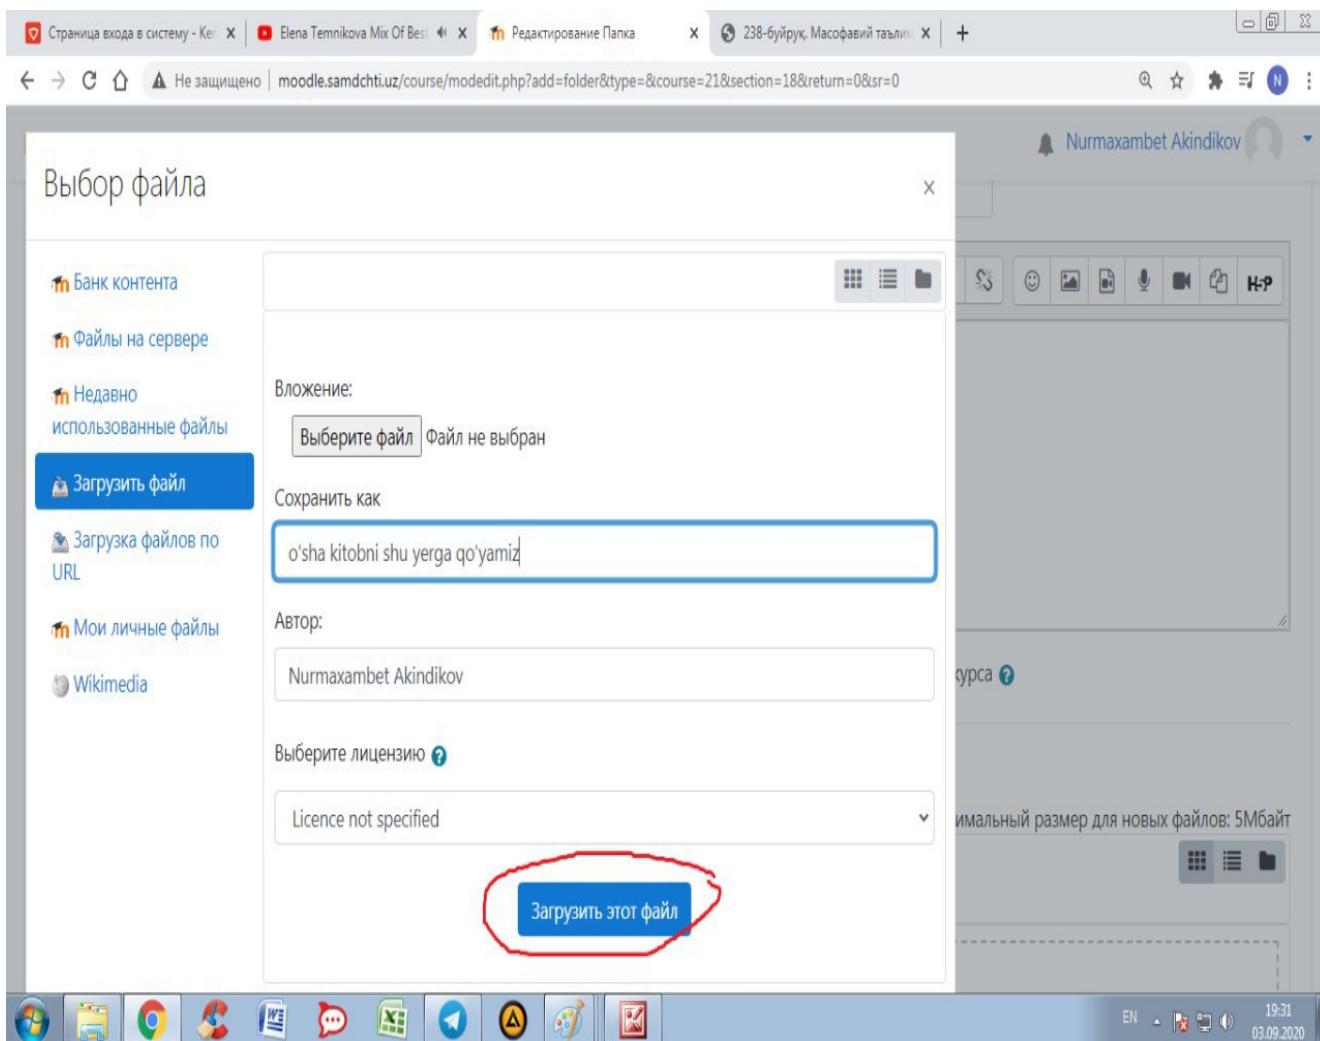 Страница входа в систему - Ker
Elena Temnikova Mix Of Best
Редактирование Папка
238-буйруқ. Масофавий таълим
Не защищено
moodle.samdchti.uz/course/modedit.php?add=folder&type=&course=21&section=18&return=0&sr=0
N
Nurmaxambet Akindikov
Выбор файла
Банк контента
Файлы на сервере
Недавно
использованные файлы
Загрузить файл
Загрузка файлов по
URL
Мои личные файлы
Wikimedia
Вложение:
Выберите файл Файл не выбран
Сохранить как
o'sha kitobni shu yerga qo'yamiz
Автор:
Nurmaxambet Akindikov
Выберите лицензию
Licence not specified
Загрузить этот файл
H5P
курса
имальный размер для новых файлов: 5Мбайт
EN
19:31
03.09.2020